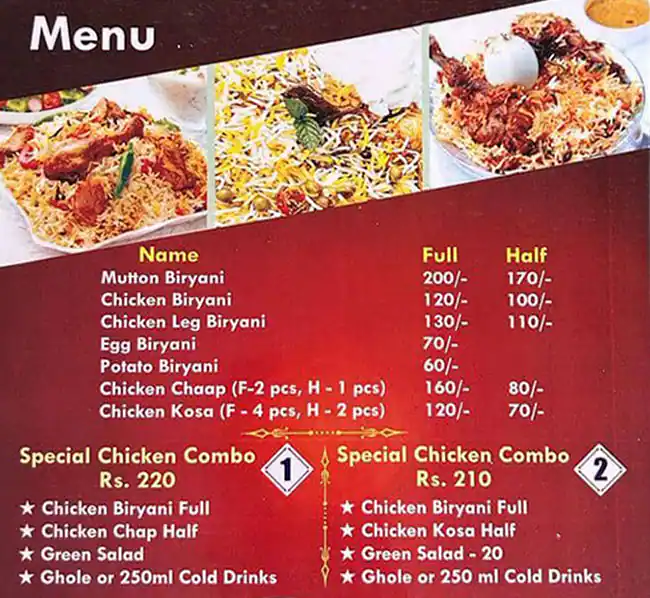 Menu
Name Full Half
Mutton Biryani 200/- 170/-
Chicken Biryani 120/- 100/-
Chicken Leg Biryani 130/- 110/-
Egg Biryani 70/-
Potato Biryani 60/-
Chicken Chaap (F-2 pcs, H - 1 pcs) 160/- 80/-
Chicken Kosa (F - 4 pcs, H - 2 pcs) 120/- 70/-
Special Chicken Combo
Rs. 220
1
★ Chicken Biryani Full
★ Chicken Chap Half
★ Green Salad
★ Ghole or 250ml Cold Drinks
Special Chicken Combo
Rs. 210
2
★ Chicken Biryani Full
★ Chicken Kosa Half
★ Green Salad - 20
★ Ghole or 250 ml Cold Drinks